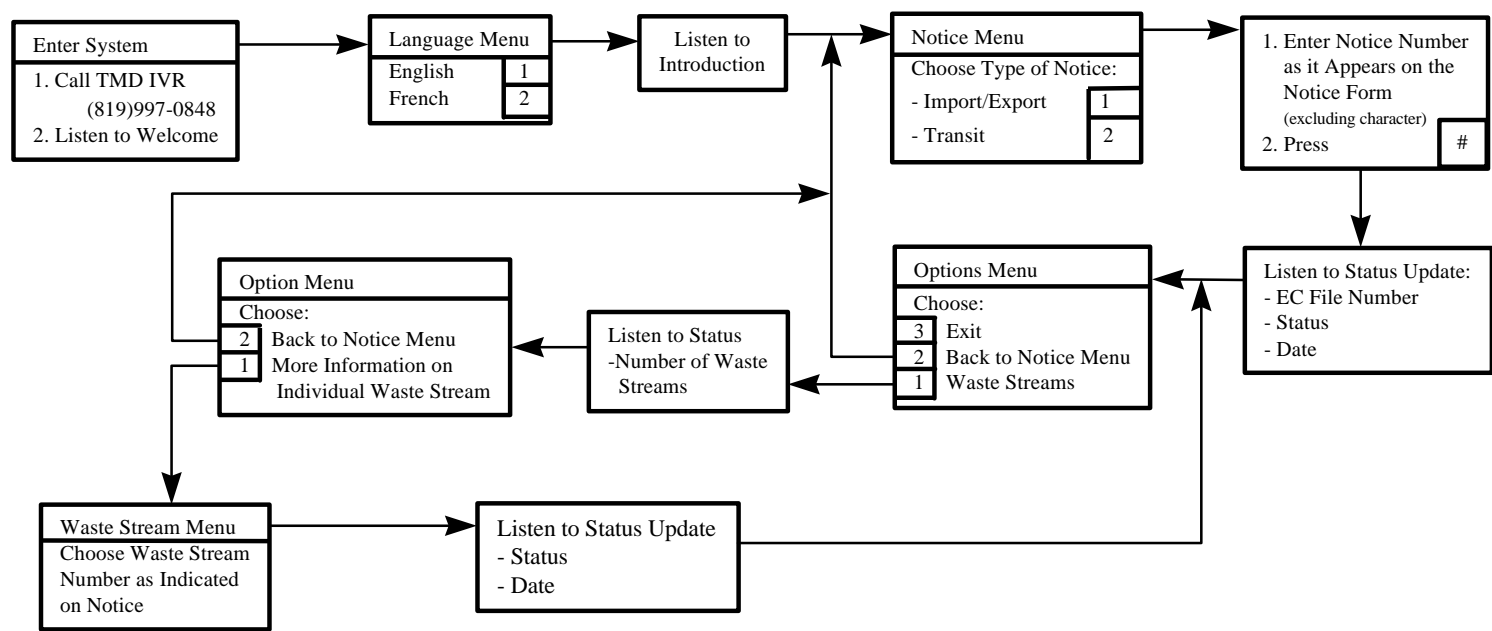 Enter System
1. Call TMD IVR
(819)997-0848
2. Listen to Welcome
Language Menu
English 1
French 2
Listen to
Introduction
Notice Menu
Choose Type of Notice:
- Import/Export 1
- Transit 2
1. Enter Notice Number
as it Appears on the
Notice Form
(excluding character)
2. Press #
Listen to Status Update:
- EC File Number
- Status
- Date
Options Menu
Choose:
3 Exit
2 Back to Notice Menu
1 Waste Streams
Listen to Status
-Number of Waste
Streams
Option Menu
Choose:
2 Back to Notice Menu
1 More Information on
Individual Waste Stream
Waste Stream Menu
Choose Waste Stream
Number as Indicated
on Notice
Listen to Status Update
- Status
- Date